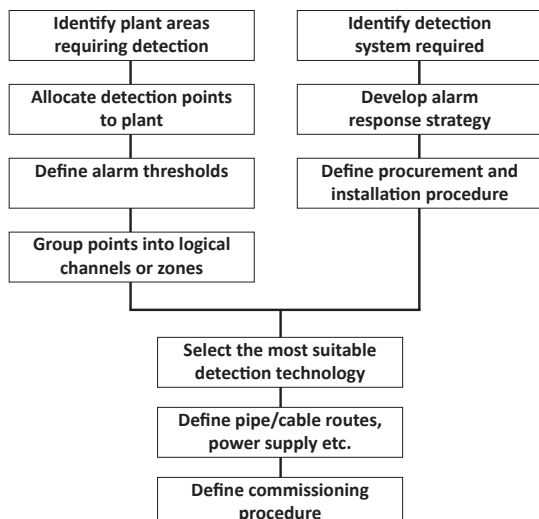 Identify plant areas
requiring detection
Identify detection
system required
Allocate detection points
to plant
Develop alarm
response strategy
Define alarm thresholds
Define procurement and
installation procedure
Group points into logical
channels or zones
Select the most suitable
detection technology
Define pipe/cable routes,
power supply etc.
Define commissioning
procedure